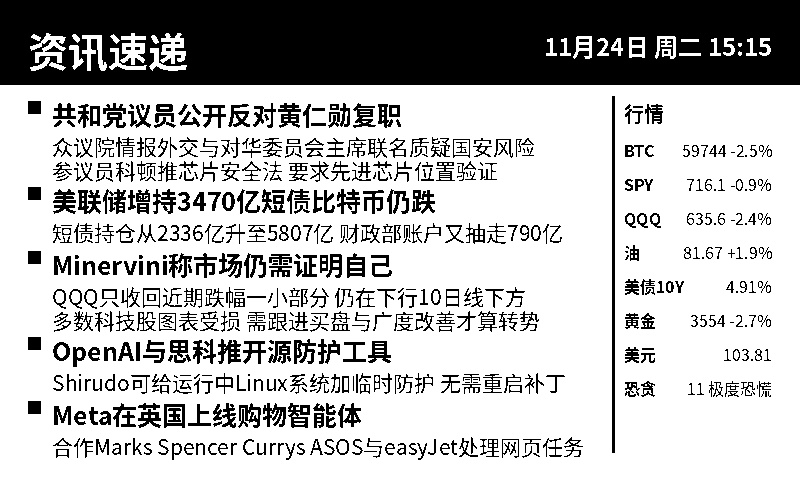 资讯速递
11月24日 周二 15:15
共和党议员公开反对黄仁勋复职
众议院情报外交与对华委员会主席联名质疑国安风险
参议员科顿推芯片安全法 要求先进芯片位置验证
美联储增持3470亿短债比特币仍跌
短债持仓从2336亿升至5807亿 财政部账户又抽走790亿
Minervini称市场仍需证明自己
QQQ只收回近期跌幅一小部分 仍在下行10日线下方
多数科技股图表受损 需跟进买盘与广度改善才算转势
OpenAI与思科推开源防护工具
Shirudo可给运行中Linux系统加临时防护 无需重启补丁
Meta在英国上线购物智能体
合作Marks Spencer Currys ASOS与easyJet处理网页任务
行情
BTC 59744 -2.5%
SPY 716.1 -0.9%
QQQ 635.6 -2.4%
油 81.67 +1.9%
美债10Y 4.91%
黄金 3554 -2.7%
美元 103.81
恐贪 11 极度恐慌